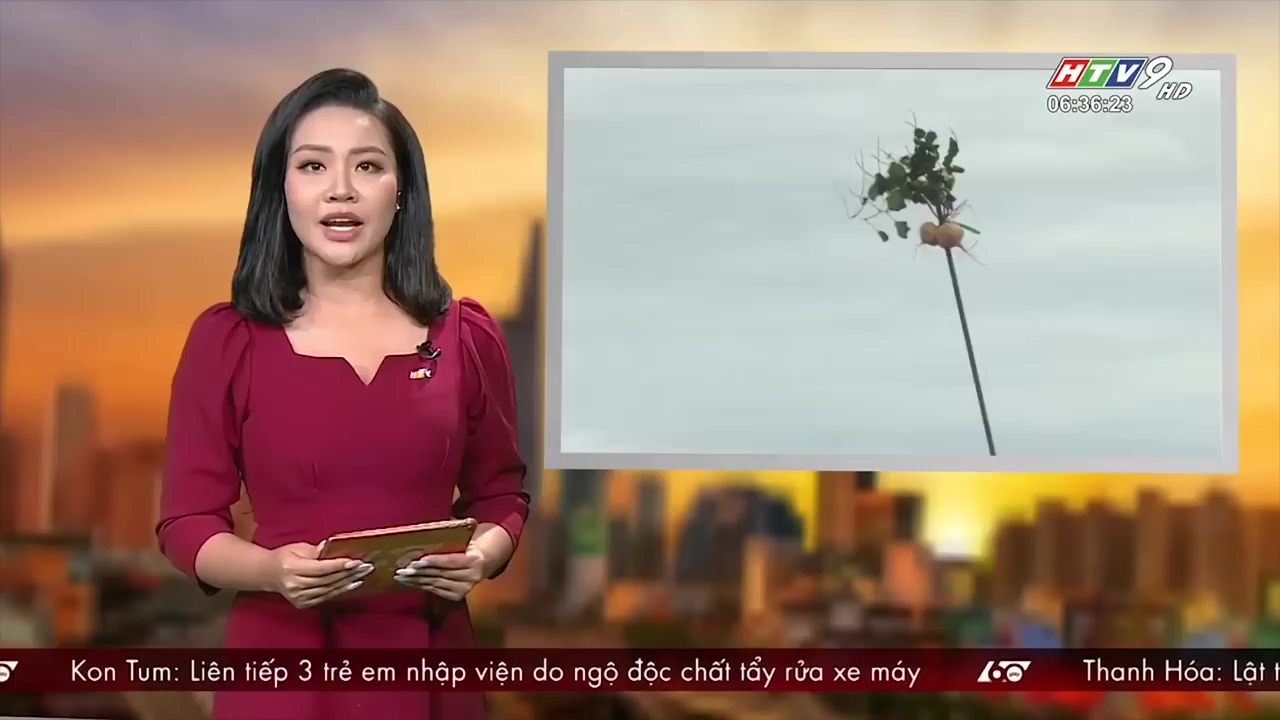 HTV9 HD
06:36:23
Kon Tum: Liên tiếp 3 trẻ em nhập viện do ngộ độc chất tẩy rửa xe máy
60
Thanh Hóa: Lật